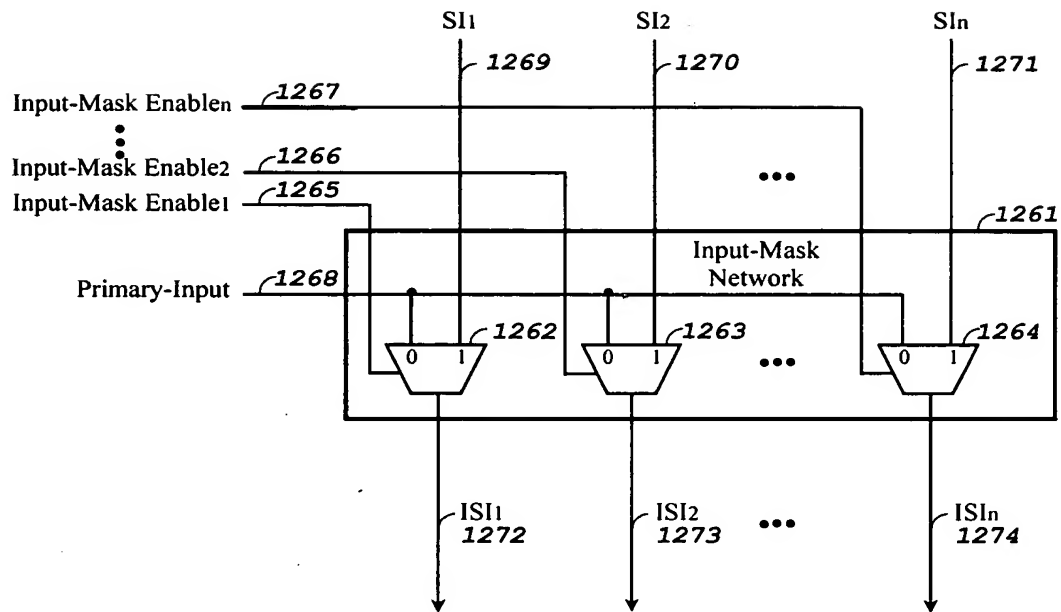 SI1 SI2 SIn
1269 1270 1271
Input-Mask Enablen 1267
Input-Mask Enable2 1266
Input-Mask Enable1 1265
1261
Input-Mask
Network
Primary-Input 1268
1262 1263 1264
0 1 0 1 0 1
ISI1 ISI2 ISIn
1272 1273 1274